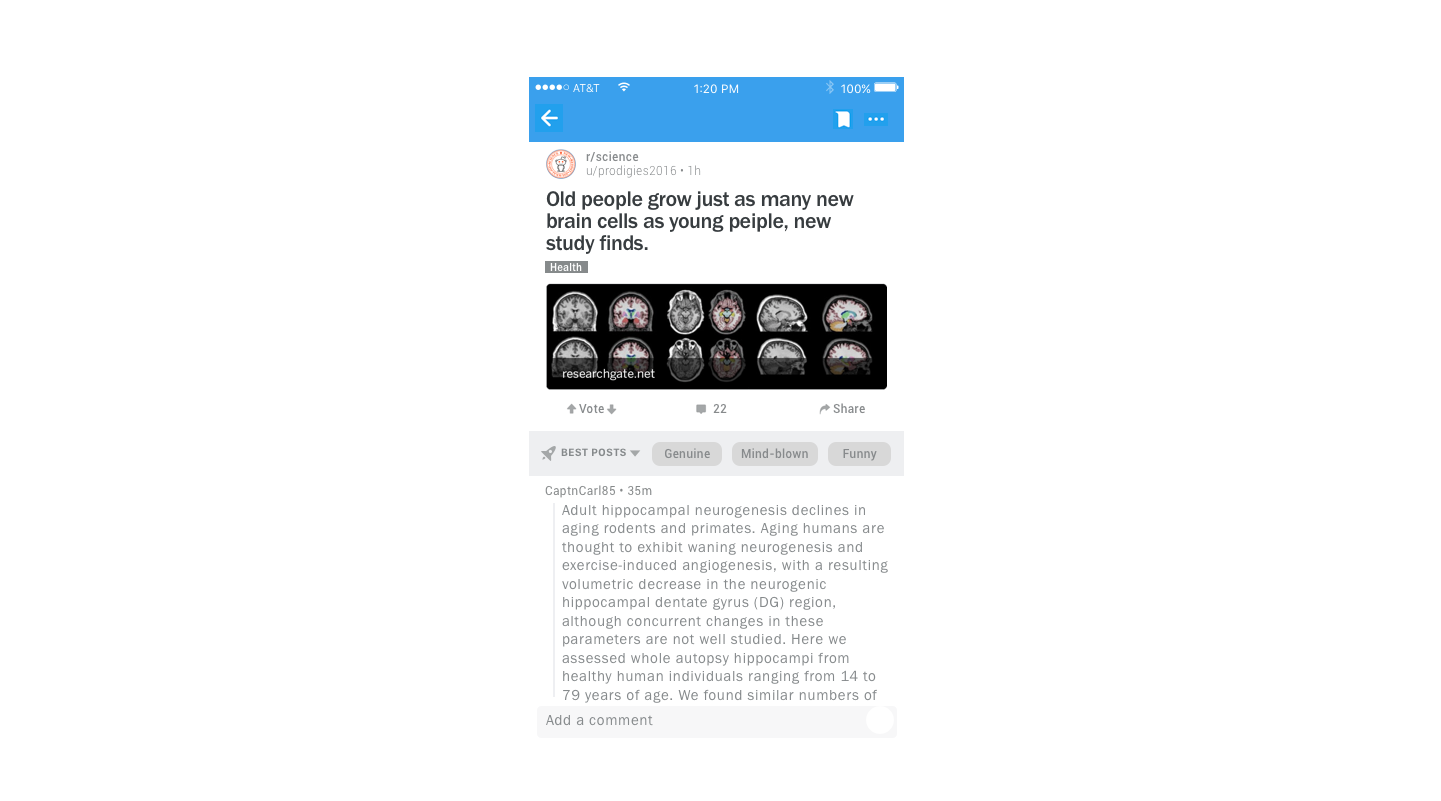 AT&T 1:20 PM 100%
r/science
u/prodigies2016 • 1h
Old people grow just as many new
brain cells as young peiple, new
study finds.
Health
researchgate.net
Vote 22 Share
BEST POSTS Genuine Mind-blown Funny
CaptnCarl85 • 35m
Adult hippocampal neurogenesis declines in
aging rodents and primates. Aging humans are
thought to exhibit waning neurogenesis and
exercise-induced angiogenesis, with a resulting
volumetric decrease in the neurogenic
hippocampal dentate gyrus (DG) region,
although concurrent changes in these
parameters are not well studied. Here we
assessed whole autopsy hippocampi from
healthy human individuals ranging from 14 to
79 years of age. We found similar numbers of
Add a comment